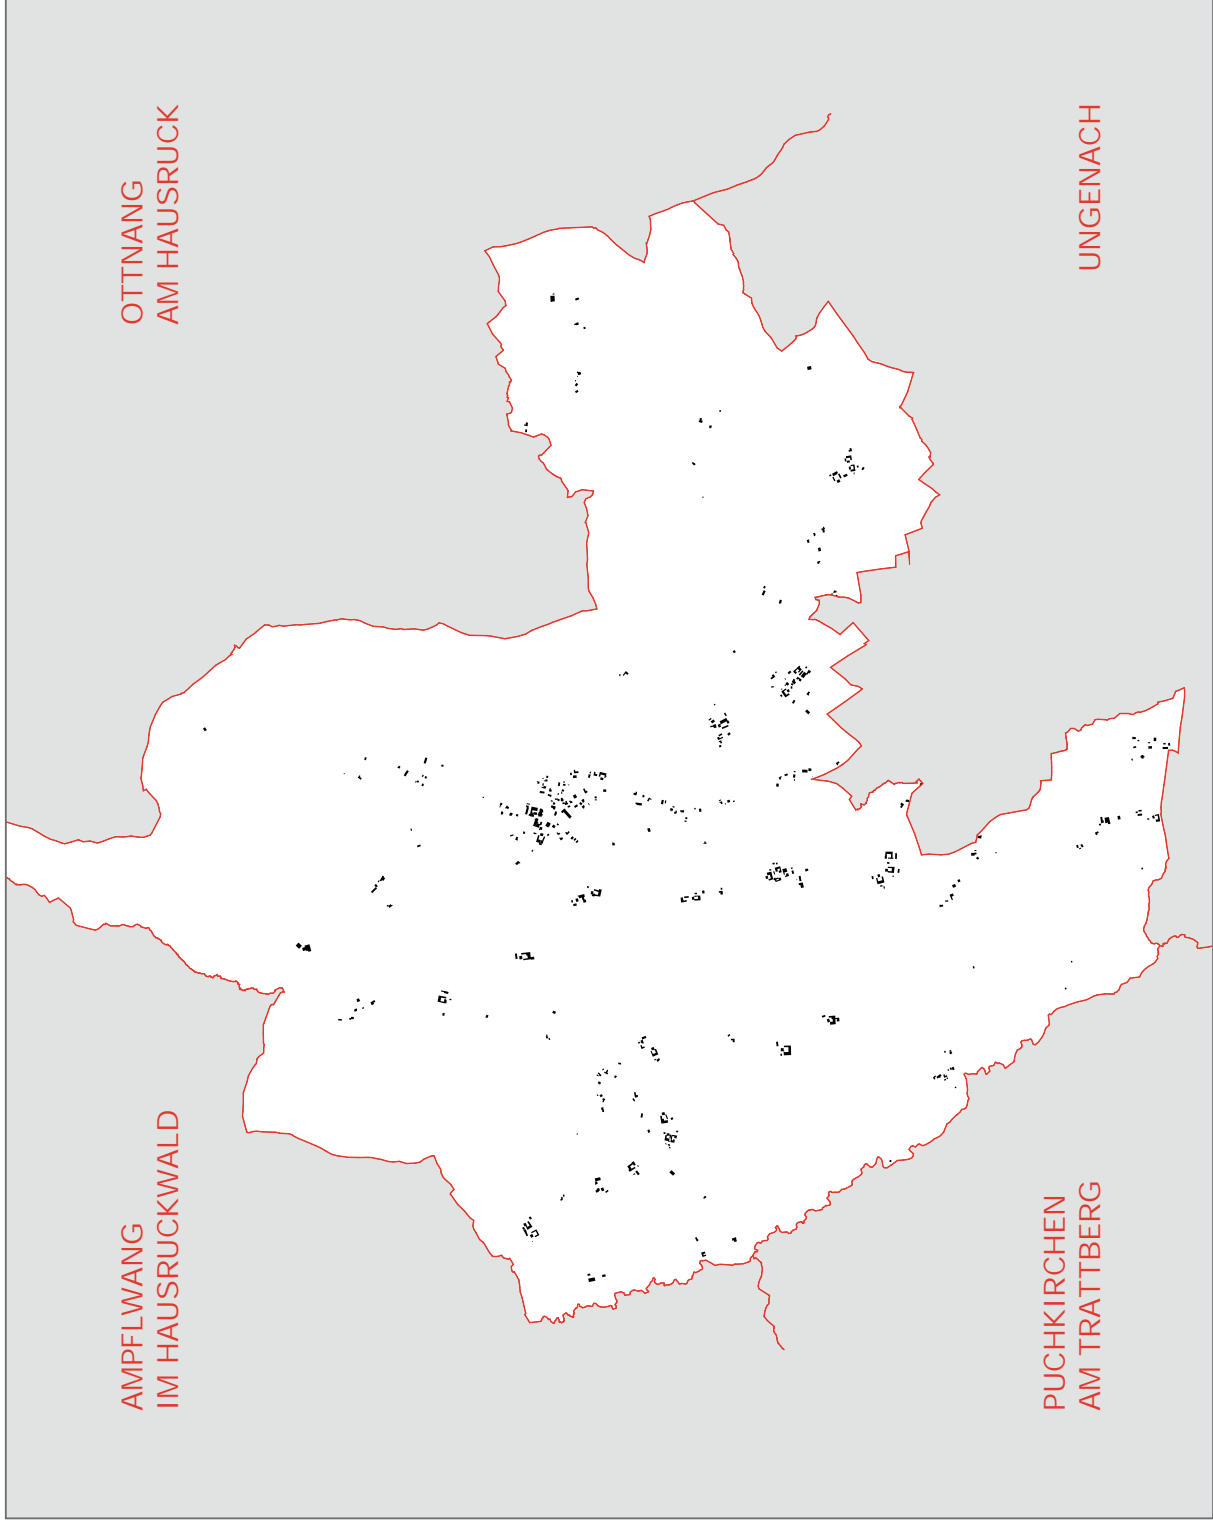 AMPFLWANG
IM HAUSRUCKWALD
OTTNANG
AM HAUSRUCK
PUCHKIRCHEN
AM TRATTBERG
UNGENACH